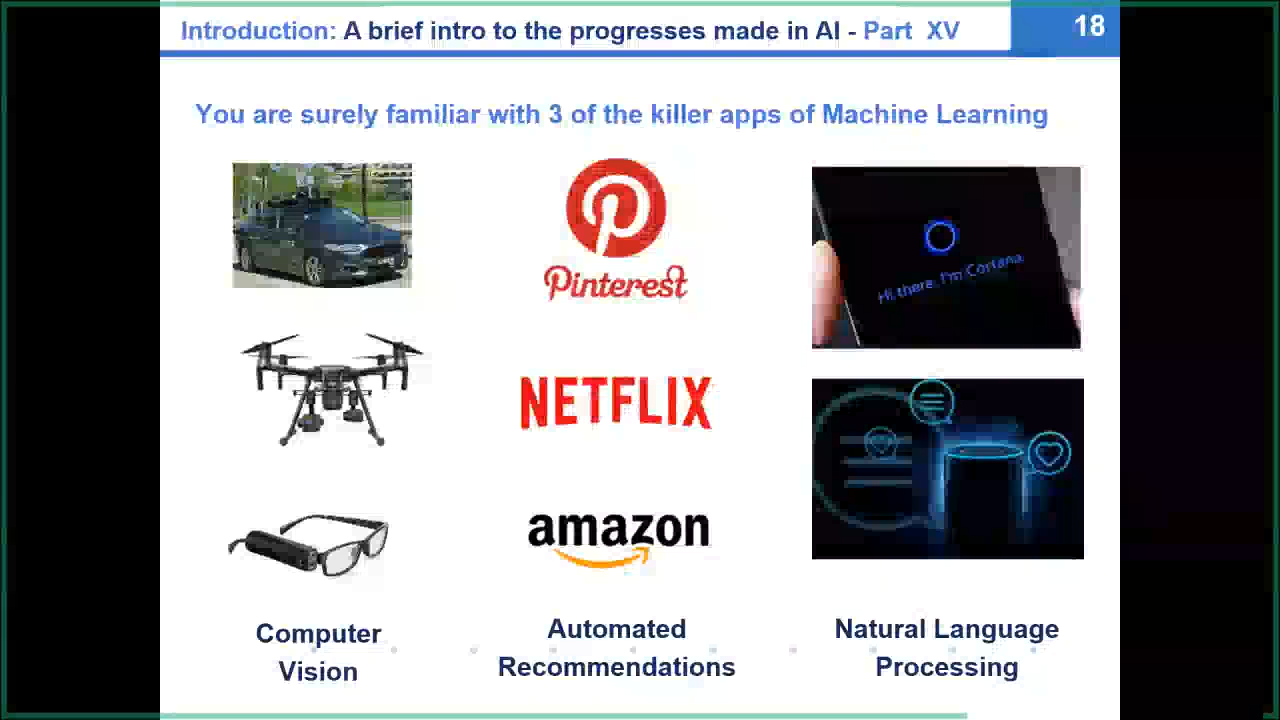 Introduction: A brief intro to the progresses made in AI - Part XV
18
You are surely familiar with 3 of the killer apps of Machine Learning
Pinterest
Hi there. I'm Cortana.
NETFLIX
amazon
Computer
Vision
Automated
Recommendations
Natural Language
Processing